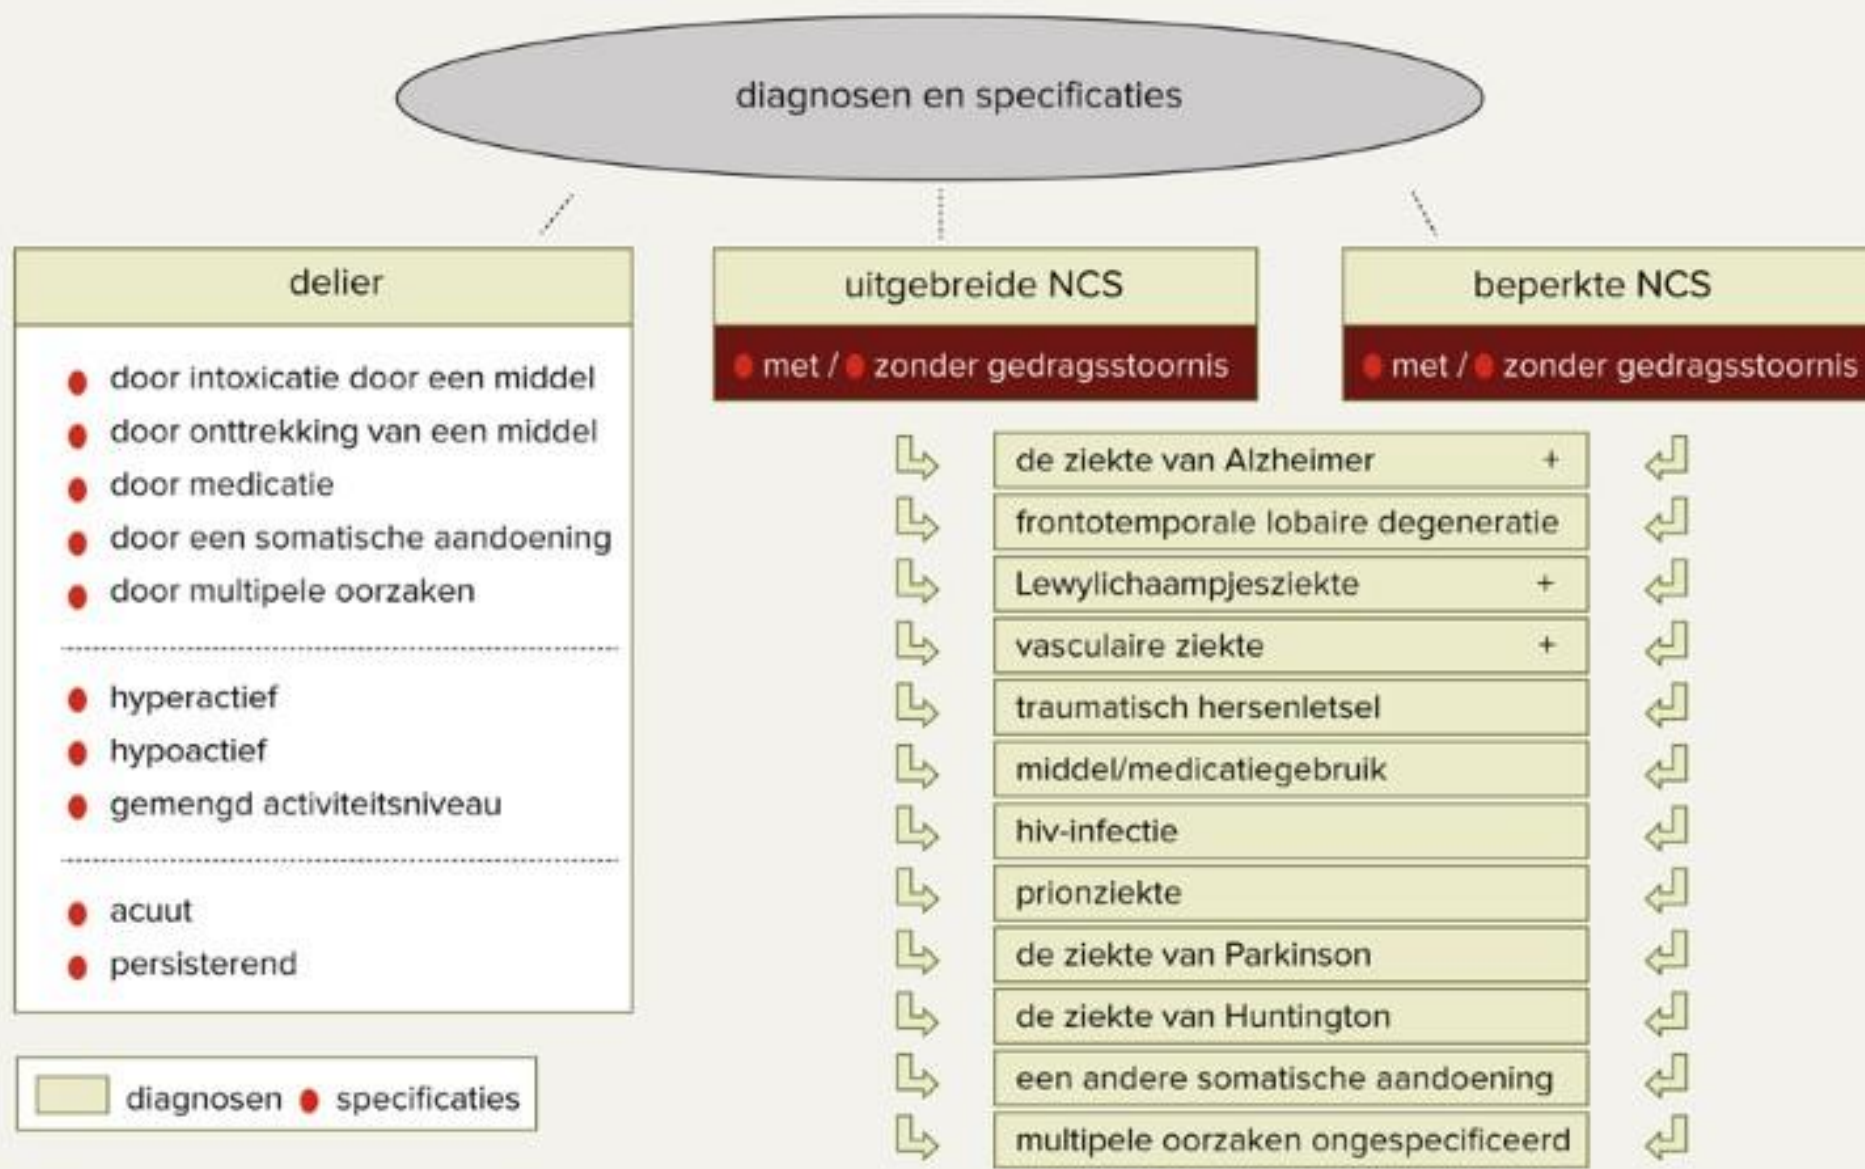 diagnosen en specificaties
delier
door intoxicatie door een middel
door onttrekking van een middel
door medicatie
door een somatische aandoening
door multipele oorzaken
hyperactief
hypoactief
gemengd activiteitsniveau
acuut
persisterend
diagnosen specificaties
uitgebreide NCS
met / zonder gedragsstoornis
beperkte NCS
met / zonder gedragsstoornis
de ziekte van Alzheimer +
frontotemporale lobaire degeneratie
Lewylichaampjesziekte +
vasculaire ziekte +
traumatisch hersenletsel
middel/medicatiegebruik
hiv-infectie
prionziekte
de ziekte van Parkinson
de ziekte van Huntington
een andere somatische aandoening
multipele oorzaken ongespecificeerd